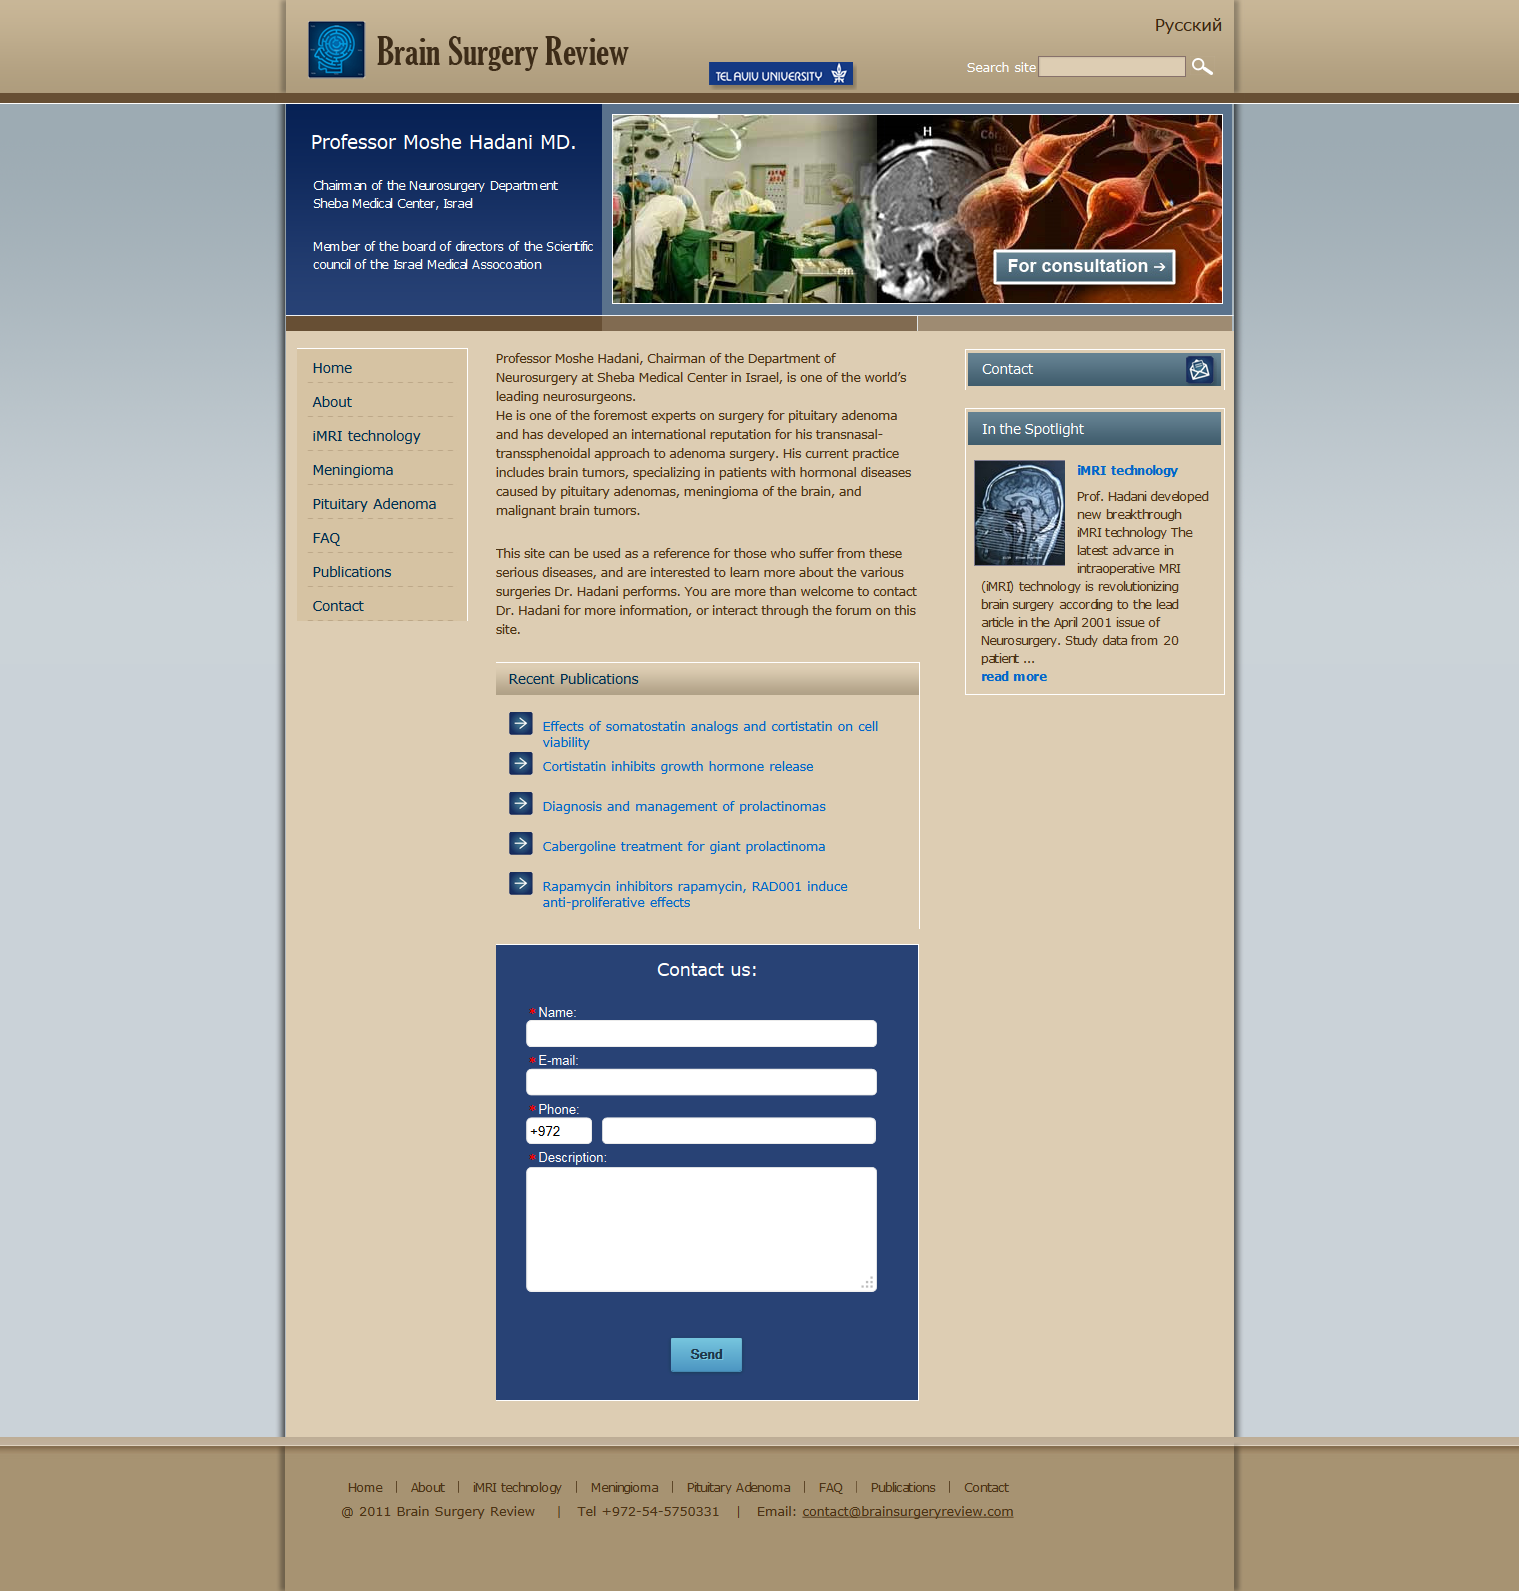 Brain Surgery Review
TEL AVIV UNIVERSITY
Русский
Search site
Professor Moshe Hadani MD.
Chairman of the Neurosurgery Department
Sheba Medical Center, Israel
Member of the board of directors of the Scientific
council of the Israel Medical Assocoation
H
For consultation
Home
About
iMRI technology
Meningioma
Pituitary Adenoma
FAQ
Publications
Contact
Professor Moshe Hadani, Chairman of the Department of
Neurosurgery at Sheba Medical Center in Israel, is one of the world’s
leading neurosurgeons.
He is one of the foremost experts on surgery for pituitary adenoma
and has developed an international reputation for his transnasal-
transsphenoidal approach to adenoma surgery. His current practice
includes brain tumors, specializing in patients with hormonal diseases
caused by pituitary adenomas, meningioma of the brain, and
malignant brain tumors.
This site can be used as a reference for those who suffer from these
serious diseases, and are interested to learn more about the various
surgeries Dr. Hadani performs. You are more than welcome to contact
Dr. Hadani for more information, or interact through the forum on this
site.
Recent Publications
Effects of somatostatin analogs and cortistatin on cell
viability
Cortistatin inhibits growth hormone release
Diagnosis and management of prolactinomas
Cabergoline treatment for giant prolactinoma
Rapamycin inhibitors rapamycin, RAD001 induce
anti-proliferative effects
Contact us:
*Name:
*E-mail:
*Phone:
+972
*Description:
Send
Contact
In the Spotlight
iMRI technology
Prof. Hadani developed
new breakthrough
iMRI technology The
latest advance in
intraoperative MRI
(iMRI) technology is revolutionizing
brain surgery according to the lead
article in the April 2001 issue of
Neurosurgery. Study data from 20
patient ...
read more
Home | About | iMRI technology | Meningioma | Pituitary Adenoma | FAQ | Publications | Contact
@ 2011 Brain Surgery Review | Tel +972-54-5750331 | Email: contact@brainsurgeryreview.com